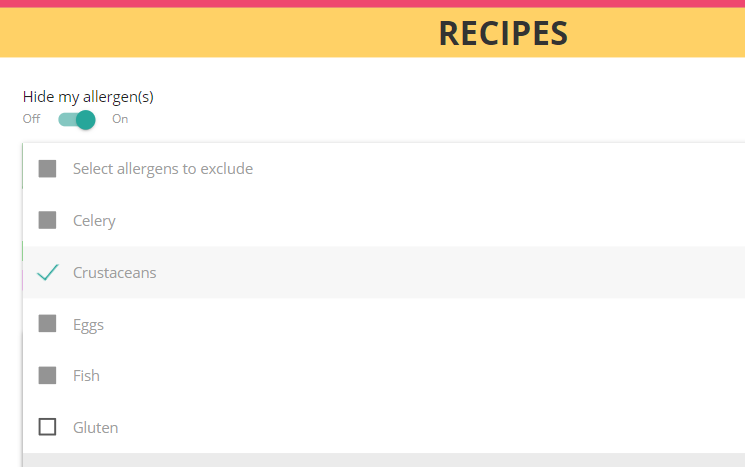 RECIPES
Hide my allergen(s)
Off On
Select allergens to exclude
Celery
Crustaceans
Eggs
Fish
Gluten